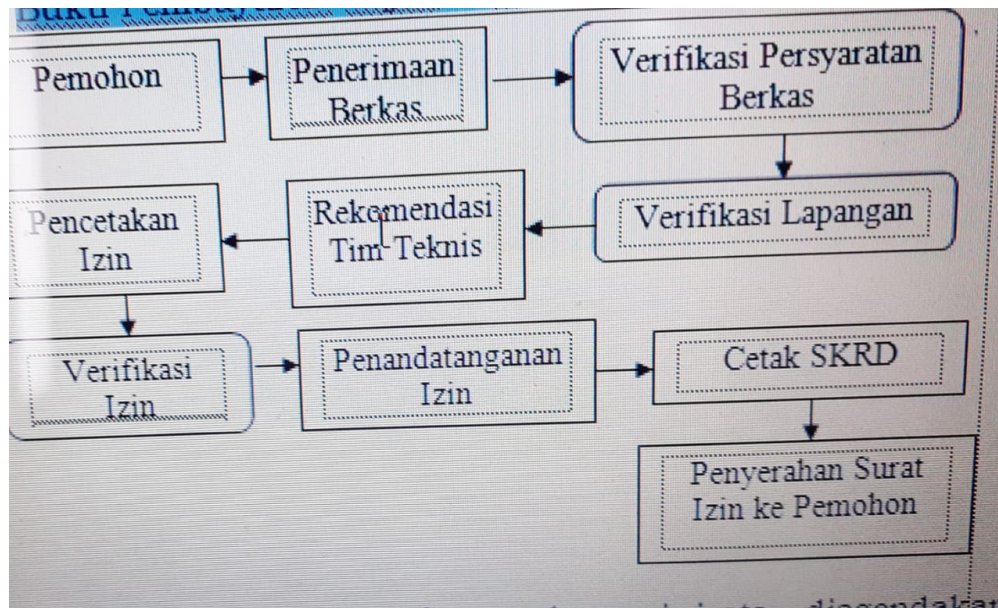 Buku
Pemohon
Penerimaan
Berkas
Verifikasi Persyaratan
Berkas
Pencetakan
Izin
Rekomendasi
Tim Teknis
Verifikasi Lapangan
Verifikasi
Izin
Penandatanganan
Izin
Cetak SKRD
Penyerahan Surat
Izin ke Pemohon